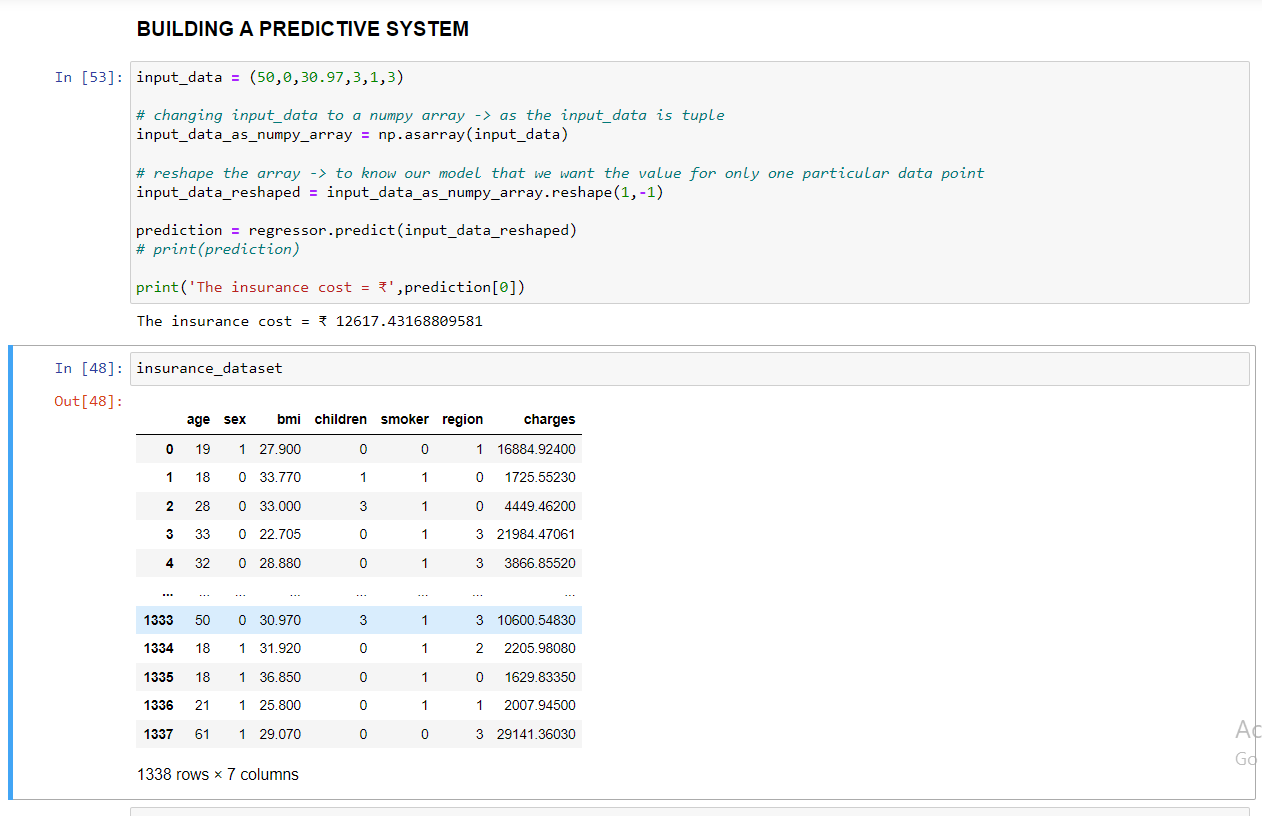 BUILDING A PREDICTIVE SYSTEM
In [53]: input_data = (50,0,30.97,3,1,3)
# changing input_data to a numpy array -> as the input_data is tuple
input_data_as_numpy_array = np.asarray(input_data)
# reshape the array -> to know our model that we want the value for only one particular data point
input_data_reshaped = input_data_as_numpy_array.reshape(1,-1)
prediction = regressor.predict(input_data_reshaped)
# print(prediction)
print('The insurance cost = ₹',prediction[0])
The insurance cost = ₹ 12617.43168809581
In [48]: insurance_dataset
Out[48]:
age sex bmi children smoker region charges
0 19 1 27.900 0 0 1 16884.92400
1 18 0 33.770 1 1 0 1725.55230
2 28 0 33.000 3 1 0 4449.46200
3 33 0 22.705 0 1 3 21984.47061
4 32 0 28.880 0 1 3 3866.85520
... ... ... ... ... ... ... ...
1333 50 0 30.970 3 1 3 10600.54830
1334 18 1 31.920 0 1 2 2205.98080
1335 18 1 36.850 0 1 0 1629.83350
1336 21 1 25.800 0 1 1 2007.94500
1337 61 1 29.070 0 0 3 29141.36030
1338 rows × 7 columns
Ac
Go